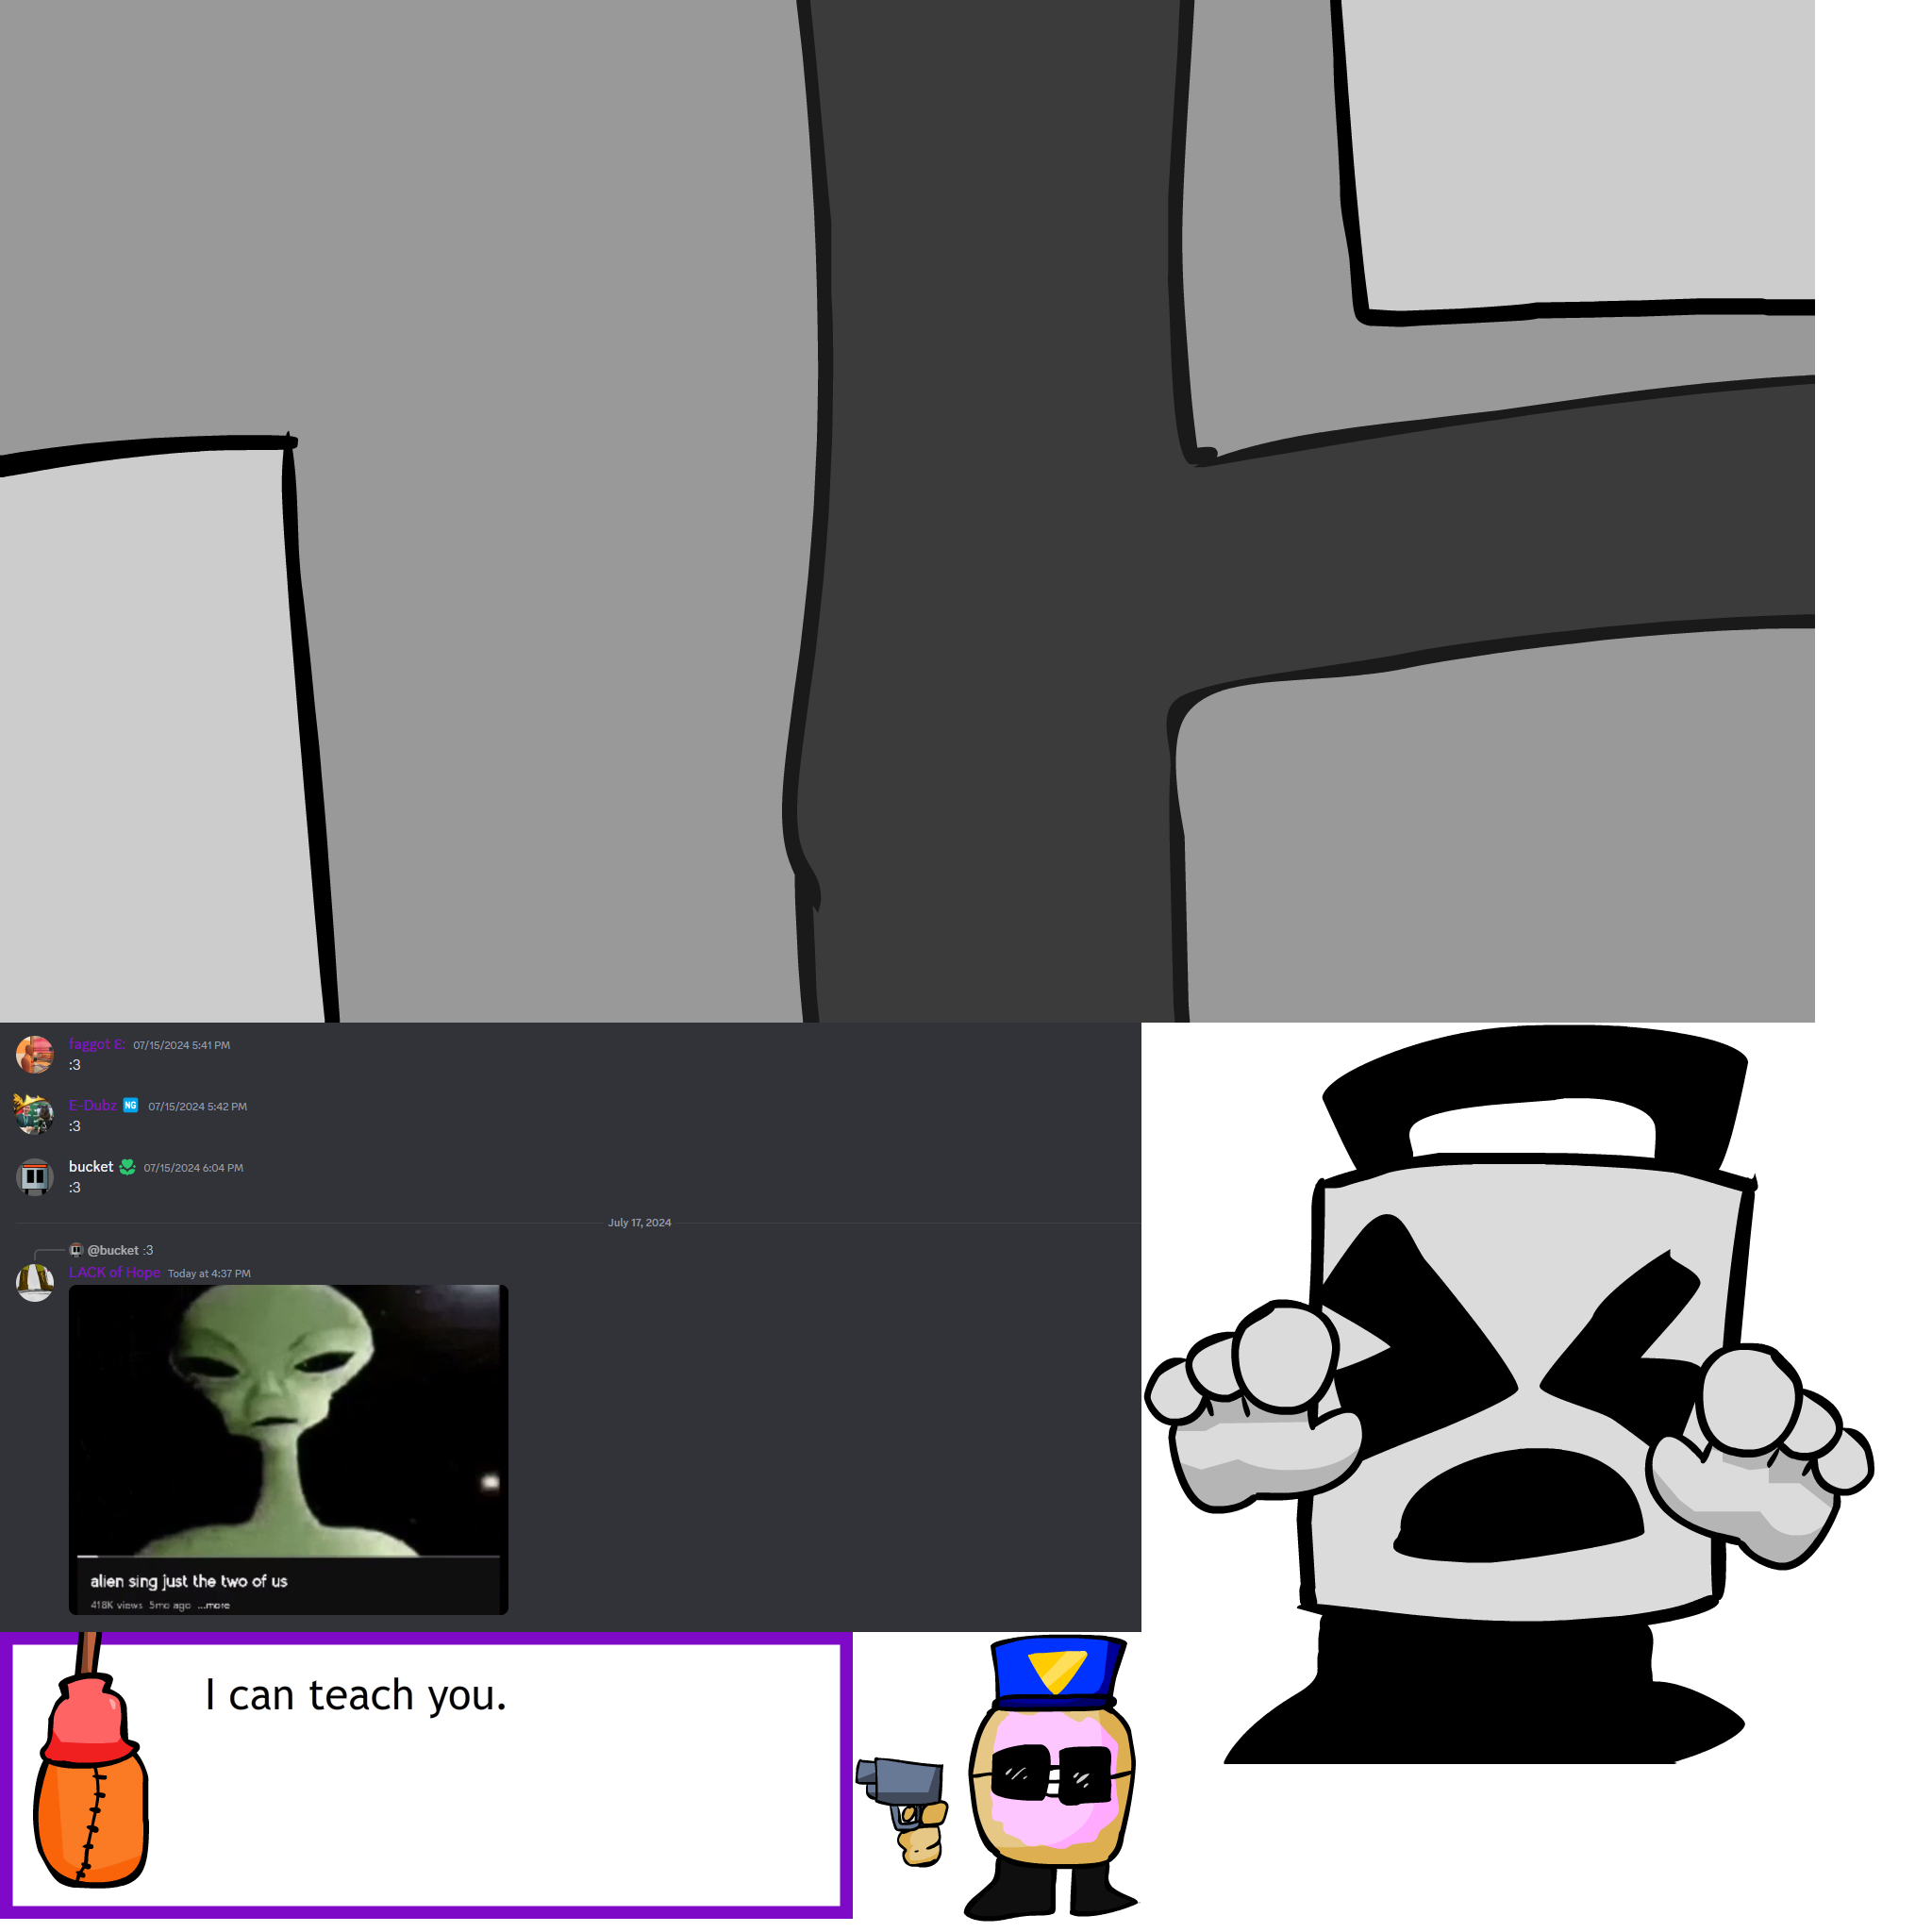 faggot E: 07/15/2024 5:41 PM
:3
E-Dubz NG 07/15/2024 5:42 PM
:3
bucket 07/15/2024 6:04 PM
:3
July 17, 2024
@bucket :3
LACK of Hope Today at 4:37 PM
alien sing just the two of us
418K views 5mo ago ...more
I can teach you.